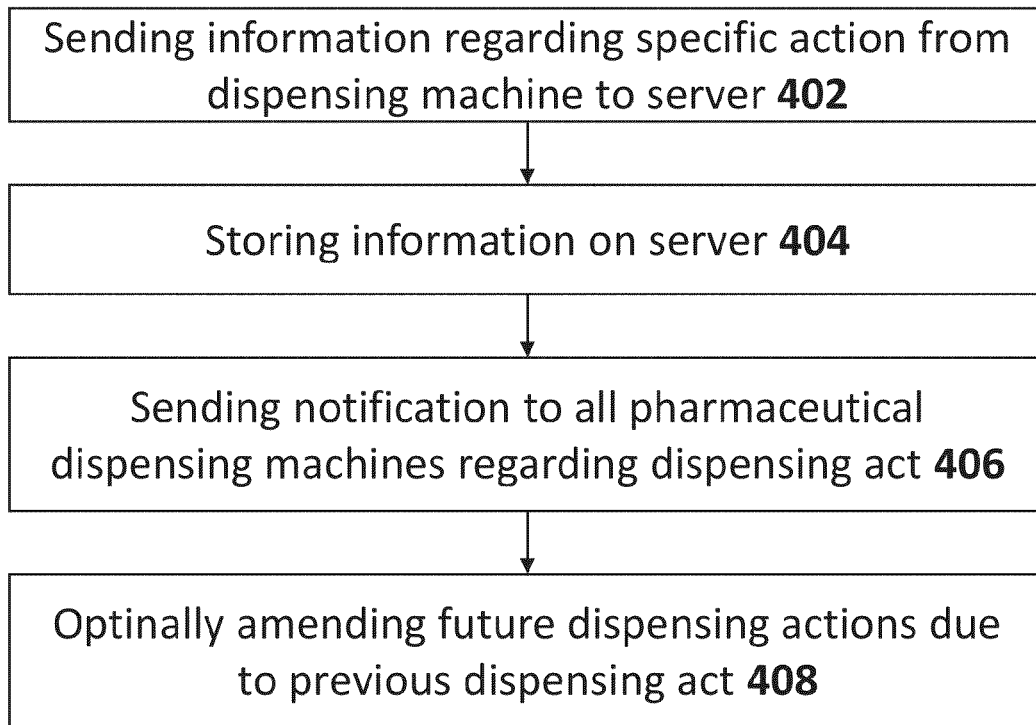 Sending information regarding specific action from
dispensing machine to server 402
Storing information on server 404
Sending notification to all pharmaceutical
dispensing machines regarding dispensing act 406
Optinally amending future dispensing actions due
to previous dispensing act 408